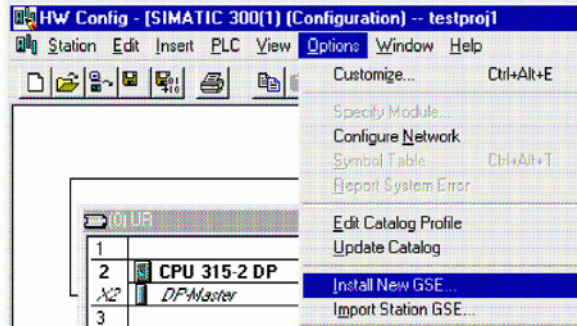 HW Config - [SIMATIC 300(1) (Configuration) -- testproj1
Station Edit Insert PLC View Options Window Help
Customize... Ctrl+Alt+E
Specify Module...
Configure Network
Symbol Table Ctrl+Alt+T
Report System Error
Edit Catalog Profile
Update Catalog
Install New GSE...
Import Station GSE...
(0) UR
1
2 CPU 315-2 DP
X2 DP-Master
3